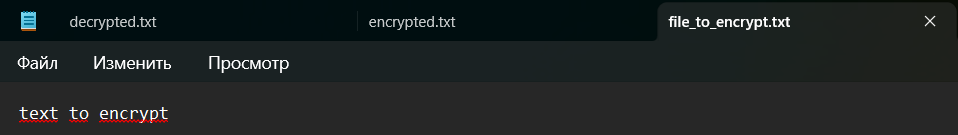 decrypted.txt encrypted.txt file_to_encrypt.txt
Файл Изменить Просмотр
text to encrypt